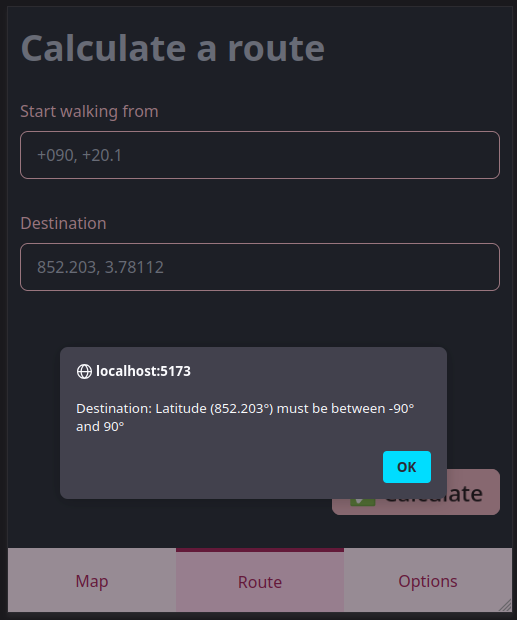 Calculate a route
Start walking from
+090, +20.1
Destination
852.203, 3.78112
localhost:5173
Destination: Latitude (852.203°) must be between -90°
and 90°
OK
Calculate
Map
Route
Options